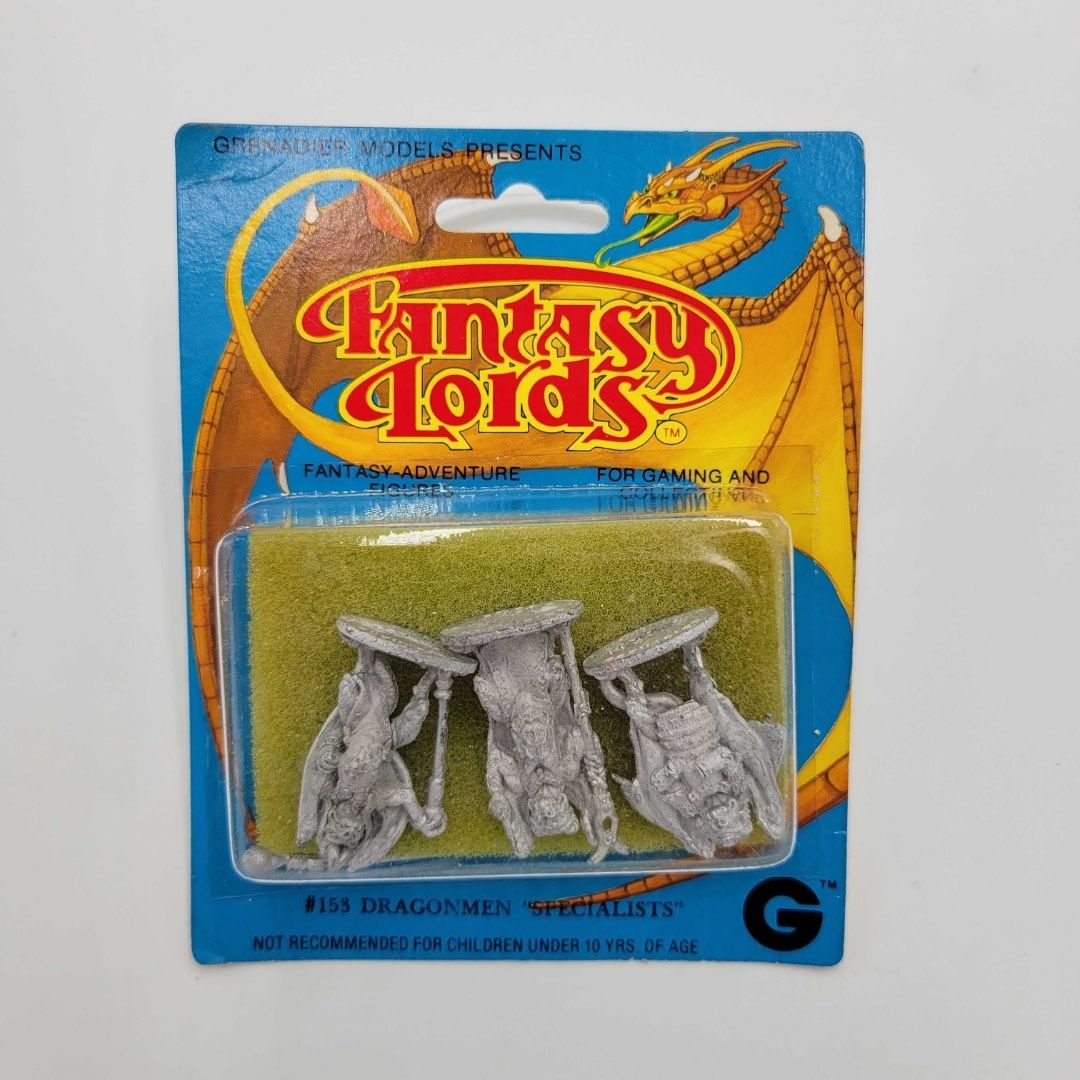 GRENADIER MODELS PRESENTS
Fantasy
Lords
TM
FANTASY-ADVENTURE FOR GAMING AND
FIGURES
#153 DRAGONMEN "SPECIALISTS"
G TM
NOT RECOMMENDED FOR CHILDREN UNDER 10 YRS. OF AGE